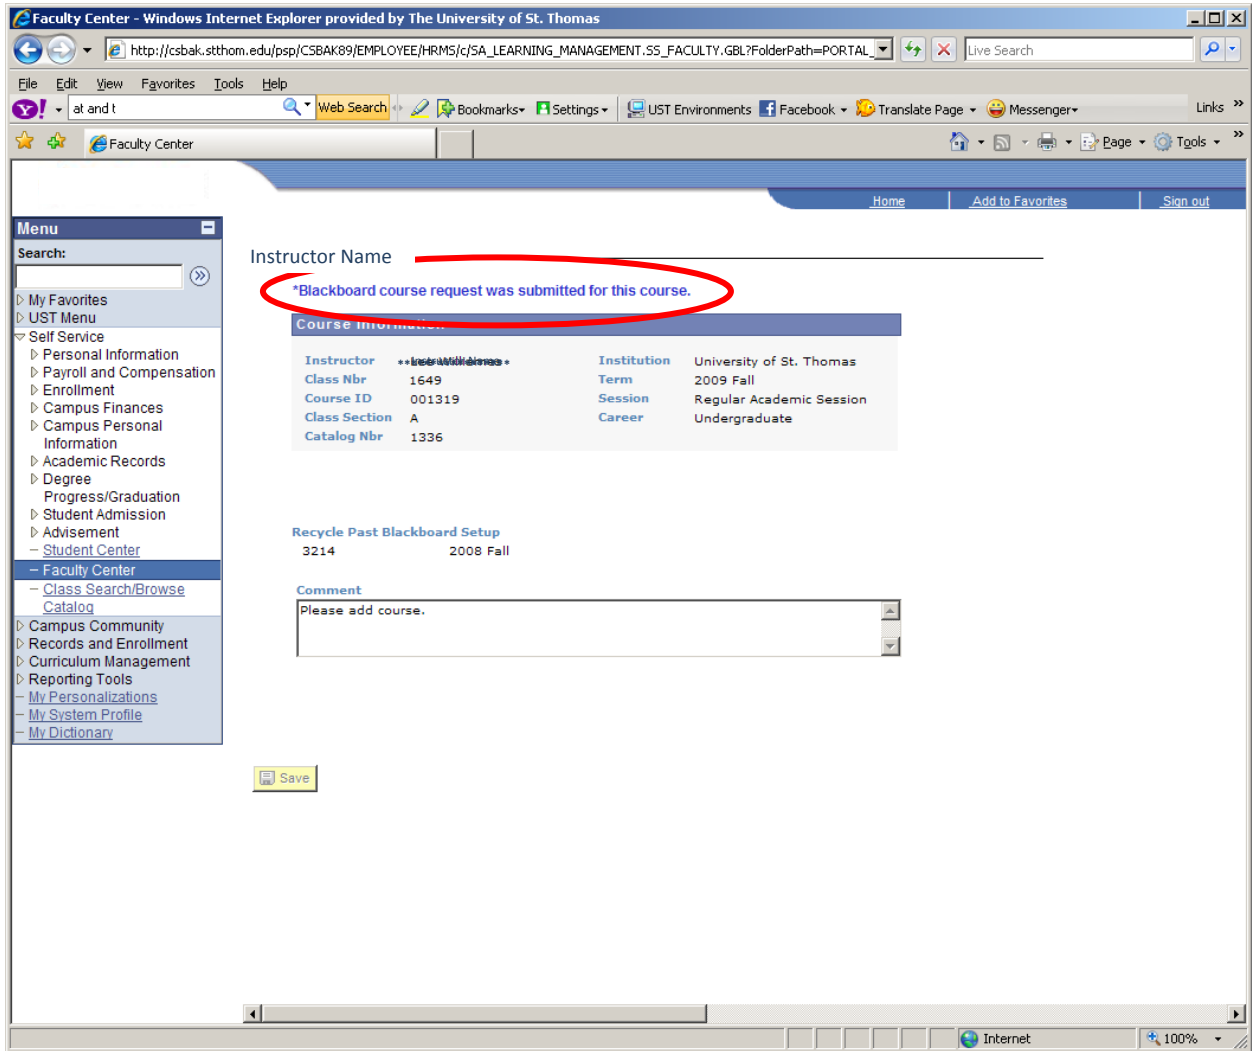 Faculty Center - Windows Internet Explorer provided by The University of St. Thomas
http://csbak.stthom.edu/psp/CSBAK89/EMPLOYEE/HRMS/c/SA_LEARNING_MANAGEMENT.SS_FACULTY.GBL?FolderPath=PORTAL_
Live Search
File Edit View Favorites Tools Help
Y! at and t Web Search Bookmarks Settings UST Environments Facebook Translate Page Messenger Links »
Faculty Center Page Tools »
Home Add to Favorites Sign out
Menu
Search:
My Favorites
UST Menu
Self Service
Personal Information
Payroll and Compensation
Enrollment
Campus Finances
Campus Personal
Information
Academic Records
Degree
Progress/Graduation
Student Admission
Advisement
Student Center
Faculty Center
Class Search/Browse
Catalog
Campus Community
Records and Enrollment
Curriculum Management
Reporting Tools
My Personalizations
My System Profile
My Dictionary
Instructor Name
*Blackboard course request was submitted for this course.
Course Information
Instructor Institution University of St. Thomas
Class Nbr 1649 Term 2009 Fall
Course ID 001319 Session Regular Academic Session
Class Section A Career Undergraduate
Catalog Nbr 1336
Recycle Past Blackboard Setup
3214 2008 Fall
Comment
Please add course.
Save
Internet 100%